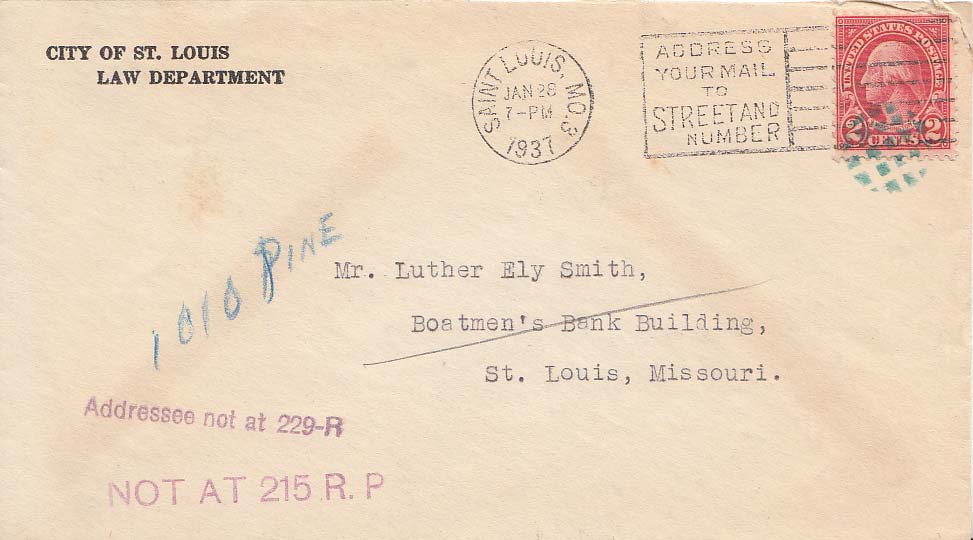 CITY OF ST. LOUIS
LAW DEPARTMENT
SAINT LOUIS, MO. 3
JAN 28
7-PM
1937
ADDRESS
YOUR MAIL
TO
STREET AND
NUMBER
UNITED STATES POSTAGE
2 CENTS 2
1010 PINE
Mr. Luther Ely Smith,
Boatmen's Bank Building,
St. Louis, Missouri.
Addressee not at 229-R
NOT AT 215 R. P